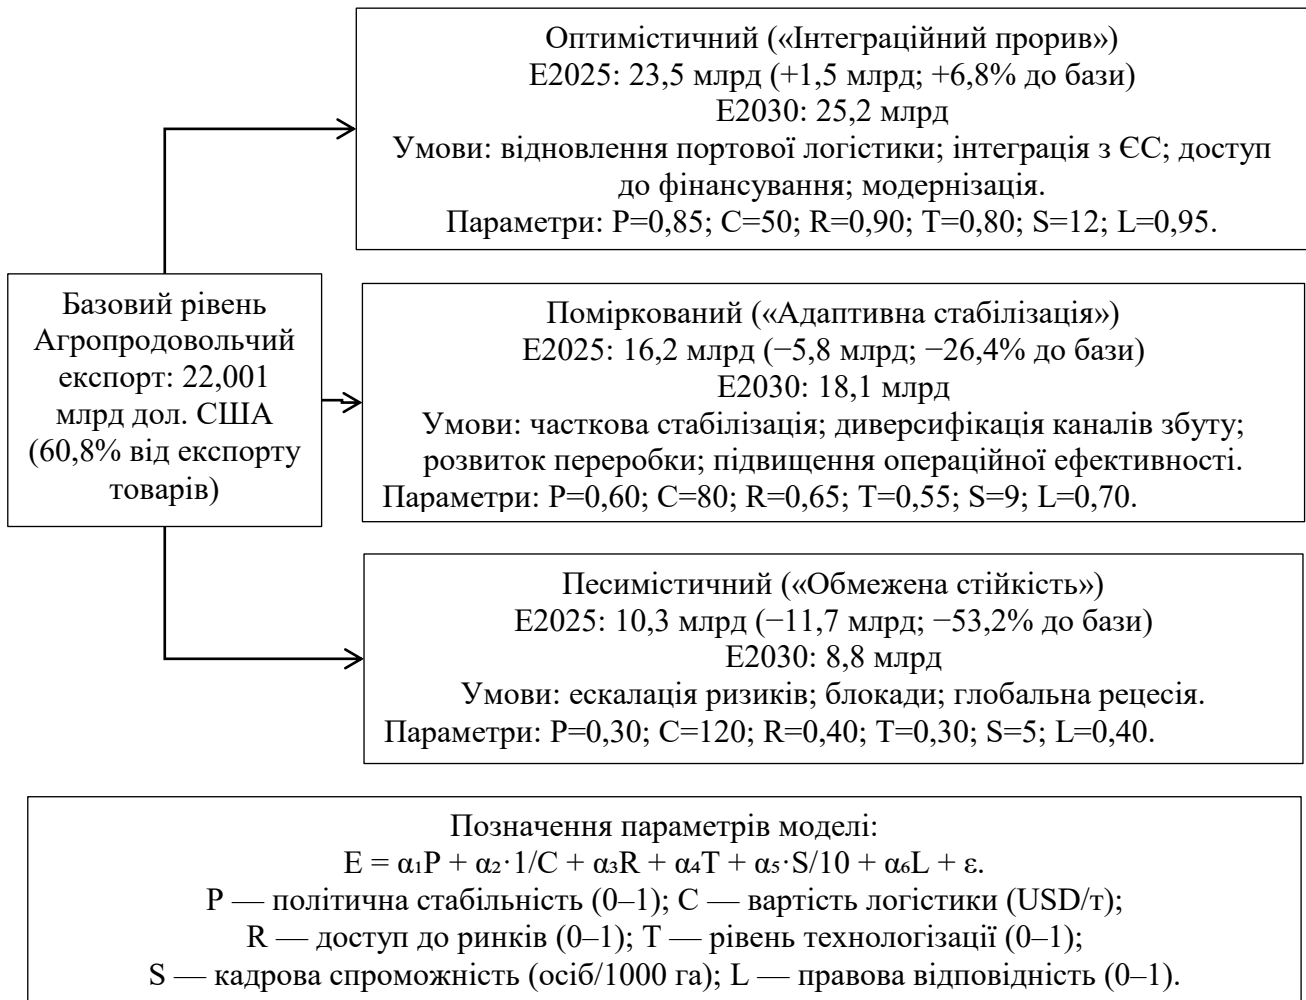 Оптимістичний («Інтеграційний прорив»)
E2025: 23,5 млрд (+1,5 млрд; +6,8% до бази)
E2030: 25,2 млрд
Умови: відновлення портової логістики; інтеграція з ЄС; доступ
до фінансування; модернізація.
Параметри: P=0,85; C=50; R=0,90; T=0,80; S=12; L=0,95.
Базовий рівень
Агропродовольчий
експорт: 22,001
млрд дол. США
(60,8% від експорту
товарів)
Поміркований («Адаптивна стабілізація»)
E2025: 16,2 млрд (−5,8 млрд; −26,4% до бази)
E2030: 18,1 млрд
Умови: часткова стабілізація; диверсифікація каналів збуту;
розвиток переробки; підвищення операційної ефективності.
Параметри: P=0,60; C=80; R=0,65; T=0,55; S=9; L=0,70.
Песимістичний («Обмежена стійкість»)
E2025: 10,3 млрд (−11,7 млрд; −53,2% до бази)
E2030: 8,8 млрд
Умови: ескалація ризиків; блокади; глобальна рецесія.
Параметри: P=0,30; C=120; R=0,40; T=0,30; S=5; L=0,40.
Позначення параметрів моделі:
E = α₁P + α₂·1/C + α₃R + α₄T + α₅·S/10 + α₆L + ε.
P — політична стабільність (0–1); C — вартість логістики (USD/т);
R — доступ до ринків (0–1); T — рівень технологізації (0–1);
S — кадрова спроможність (осіб/1000 га); L — правова відповідність (0–1).